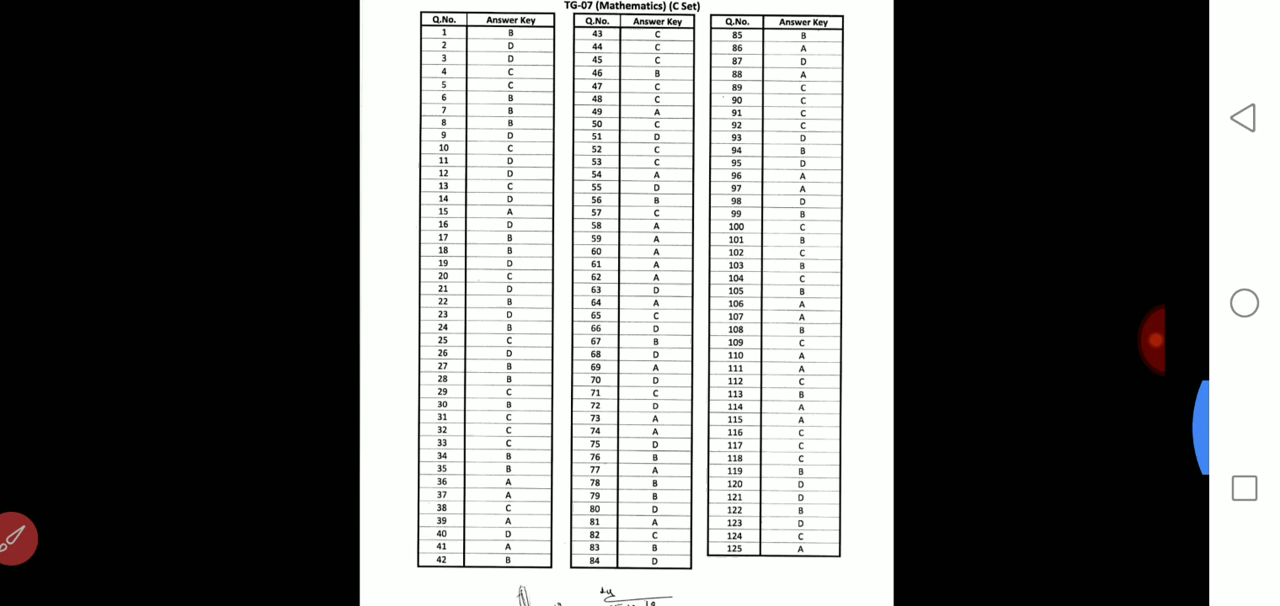 TG-07 (Mathematics) (C Set)
Q.No. Answer Key
1 B
2 D
3 D
4 C
5 C
6 B
7 B
8 B
9 D
10 C
11 D
12 D
13 C
14 D
15 A
16 D
17 B
18 B
19 D
20 C
21 D
22 B
23 D
24 B
25 C
26 D
27 B
28 B
29 C
30 B
31 C
32 C
33 C
34 B
35 B
36 A
37 A
38 C
39 A
40 D
41 A
42 B
Q.No. Answer Key
43 C
44 C
45 C
46 B
47 C
48 C
49 A
50 C
51 D
52 C
53 C
54 A
55 D
56 B
57 C
58 A
59 A
60 A
61 A
62 A
63 D
64 A
65 C
66 D
67 B
68 D
69 A
70 D
71 C
72 D
73 A
74 A
75 D
76 B
77 A
78 B
79 B
80 D
81 A
82 C
83 B
84 D
Q.No. Answer Key
85 B
86 A
87 D
88 A
89 C
90 C
91 C
92 C
93 D
94 B
95 D
96 A
97 A
98 D
99 B
100 C
101 B
102 C
103 B
104 C
105 B
106 A
107 A
108 B
109 C
110 A
111 A
112 C
113 B
114 A
115 A
116 C
117 C
118 C
119 B
120 D
121 D
122 B
123 D
124 C
125 A